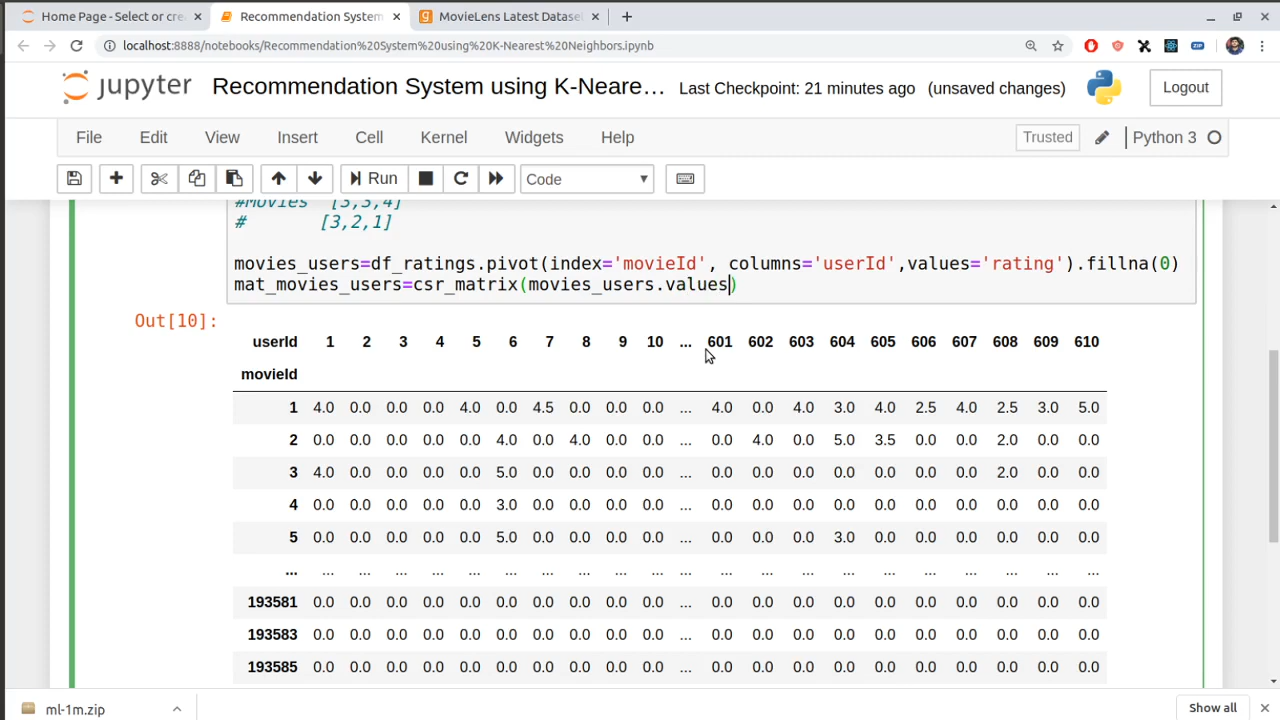 Home Page - Select or cre
Recommendation System
MovieLens Latest Datase
localhost:8888/notebooks/Recommendation%20System%20using%20K-Nearest%20Neighbors.ipynb
ZIP
jupyter Recommendation System using K-Neare… Last Checkpoint: 21 minutes ago (unsaved changes) Logout
File Edit View Insert Cell Kernel Widgets Help Trusted Python 3
Run Code
#Movies [3,3,4]
# [3,2,1]
movies_users=df_ratings.pivot(index='movieId', columns='userId',values='rating').fillna(0)
mat_movies_users=csr_matrix(movies_users.values)
Out[10]:
userId 1 2 3 4 5 6 7 8 9 10 ... 601 602 603 604 605 606 607 608 609 610
movieId
1 4.0 0.0 0.0 0.0 4.0 0.0 4.5 0.0 0.0 0.0 ... 4.0 0.0 4.0 3.0 4.0 2.5 4.0 2.5 3.0 5.0
2 0.0 0.0 0.0 0.0 0.0 4.0 0.0 4.0 0.0 0.0 ... 0.0 4.0 0.0 5.0 3.5 0.0 0.0 2.0 0.0 0.0
3 4.0 0.0 0.0 0.0 0.0 5.0 0.0 0.0 0.0 0.0 ... 0.0 0.0 0.0 0.0 0.0 0.0 0.0 2.0 0.0 0.0
4 0.0 0.0 0.0 0.0 0.0 3.0 0.0 0.0 0.0 0.0 ... 0.0 0.0 0.0 0.0 0.0 0.0 0.0 0.0 0.0 0.0
5 0.0 0.0 0.0 0.0 0.0 5.0 0.0 0.0 0.0 0.0 ... 0.0 0.0 0.0 3.0 0.0 0.0 0.0 0.0 0.0 0.0
... ... ... ... ... ... ... ... ... ... ... ... ... ... ... ... ... ... ... ... ... ...
193581 0.0 0.0 0.0 0.0 0.0 0.0 0.0 0.0 0.0 0.0 ... 0.0 0.0 0.0 0.0 0.0 0.0 0.0 0.0 0.0 0.0
193583 0.0 0.0 0.0 0.0 0.0 0.0 0.0 0.0 0.0 0.0 ... 0.0 0.0 0.0 0.0 0.0 0.0 0.0 0.0 0.0 0.0
193585 0.0 0.0 0.0 0.0 0.0 0.0 0.0 0.0 0.0 0.0 ... 0.0 0.0 0.0 0.0 0.0 0.0 0.0 0.0 0.0 0.0
ml-1m.zip Show all